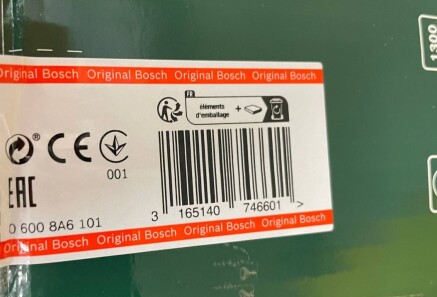 1300
Original Bosch Original Bosch Original Bosch Original Bosch
FR
éléments
d'emballage
+
®
CE
001
EAC
0 600 8A6 101
3 165140 746601 >
Original Bosch Original Bosch Original Bosch Original Bosch